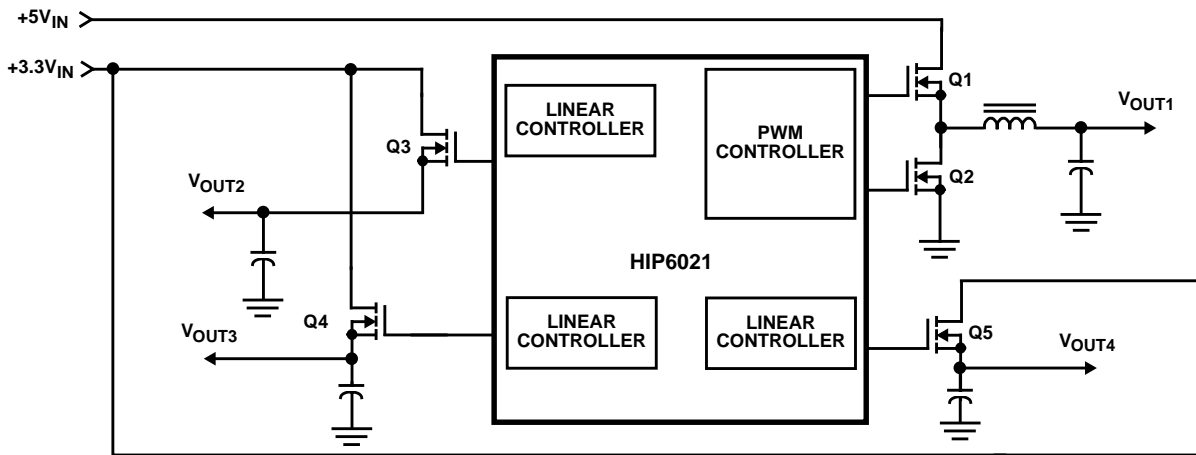 +5VIN
+3.3VIN
LINEAR
CONTROLLER
PWM
CONTROLLER
Q1
VOUT1
Q3
Q2
VOUT2
HIP6021
Q4
VOUT3
LINEAR
CONTROLLER
LINEAR
CONTROLLER
Q5
VOUT4